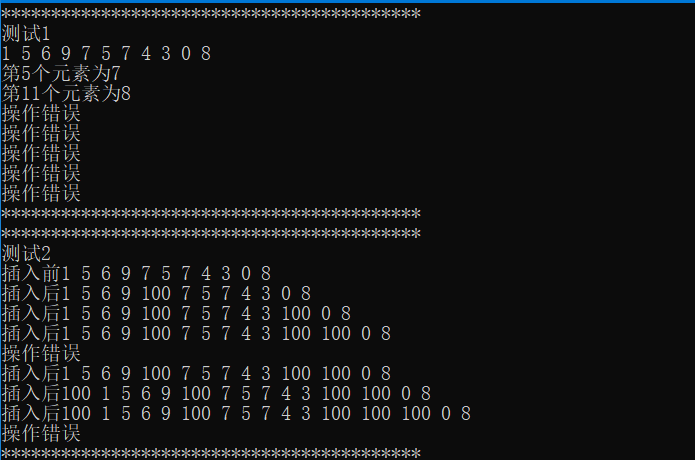 ******************************************
测试1
1 5 6 9 7 5 7 4 3 0 8
第5个元素为7
第11个元素为8
操作错误
操作错误
操作错误
操作错误
操作错误
******************************************
******************************************
测试2
插入前1 5 6 9 7 5 7 4 3 0 8
插入后1 5 6 9 100 7 5 7 4 3 0 8
插入后1 5 6 9 100 7 5 7 4 3 100 0 8
插入后1 5 6 9 100 7 5 7 4 3 100 100 0 8
操作错误
插入后1 5 6 9 100 7 5 7 4 3 100 100 0 8
插入后100 1 5 6 9 100 7 5 7 4 3 100 100 0 8
插入后100 1 5 6 9 100 7 5 7 4 3 100 100 100 0 8
操作错误
******************************************